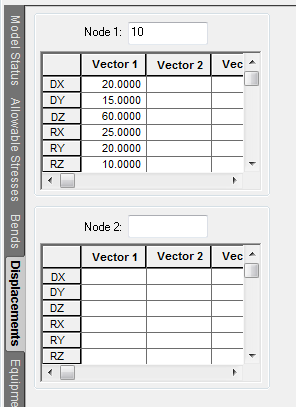 Model Status
Allowable Stresses
Bends
Displacements
Equipme
Node 1: 10
Vector 1 Vector 2 Vec
DX 20.0000
DY 15.0000
DZ 60.0000
RX 25.0000
RY 20.0000
RZ 10.0000
Node 2:
Vector 1 Vector 2 Vec
DX
DY
DZ
RX
RY
RZ